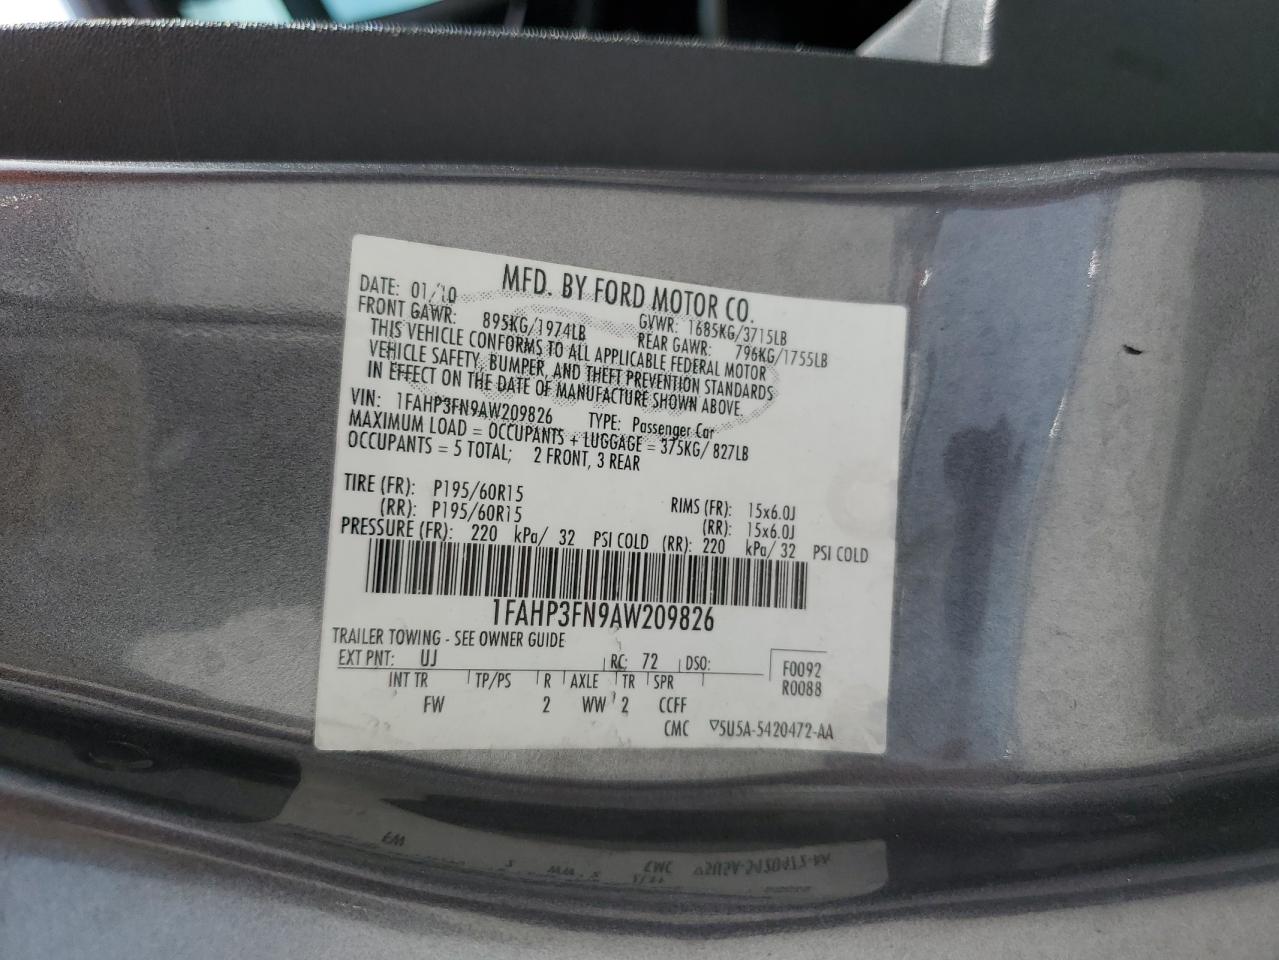 MFD. BY FORD MOTOR CO.
DATE: 01/10 GVWR: 1685KG/3715LB
FRONT GAWR: 895KG/1974LB REAR GAWR: 796KG/1755LB
THIS VEHICLE CONFORMS TO ALL APPLICABLE FEDERAL MOTOR
VEHICLE SAFETY, BUMPER, AND THEFT PREVENTION STANDARDS
IN EFFECT ON THE DATE OF MANUFACTURE SHOWN ABOVE.
VIN: 1FAHP3FN9AW209826 TYPE: Passenger Car
MAXIMUM LOAD = OCCUPANTS + LUGGAGE = 375KG/ 827LB
OCCUPANTS = 5 TOTAL; 2 FRONT, 3 REAR
TIRE (FR): P195/60R15 RIMS (FR): 15x6.0J
(RR): P195/60R15 (RR): 15x6.0J
PRESSURE (FR): 220 kPa/ 32 PSI COLD (RR): 220 kPa/ 32 PSI COLD
1FAHP3FN9AW209826
TRAILER TOWING - SEE OWNER GUIDE
EXT PNT: UJ RC: 72 DSO: F0092
R0088
INT TR TP/PS R AXLE TR SPR
FW 2 WW 2 CCFF
CMC ▽5U5A-5420472-AA